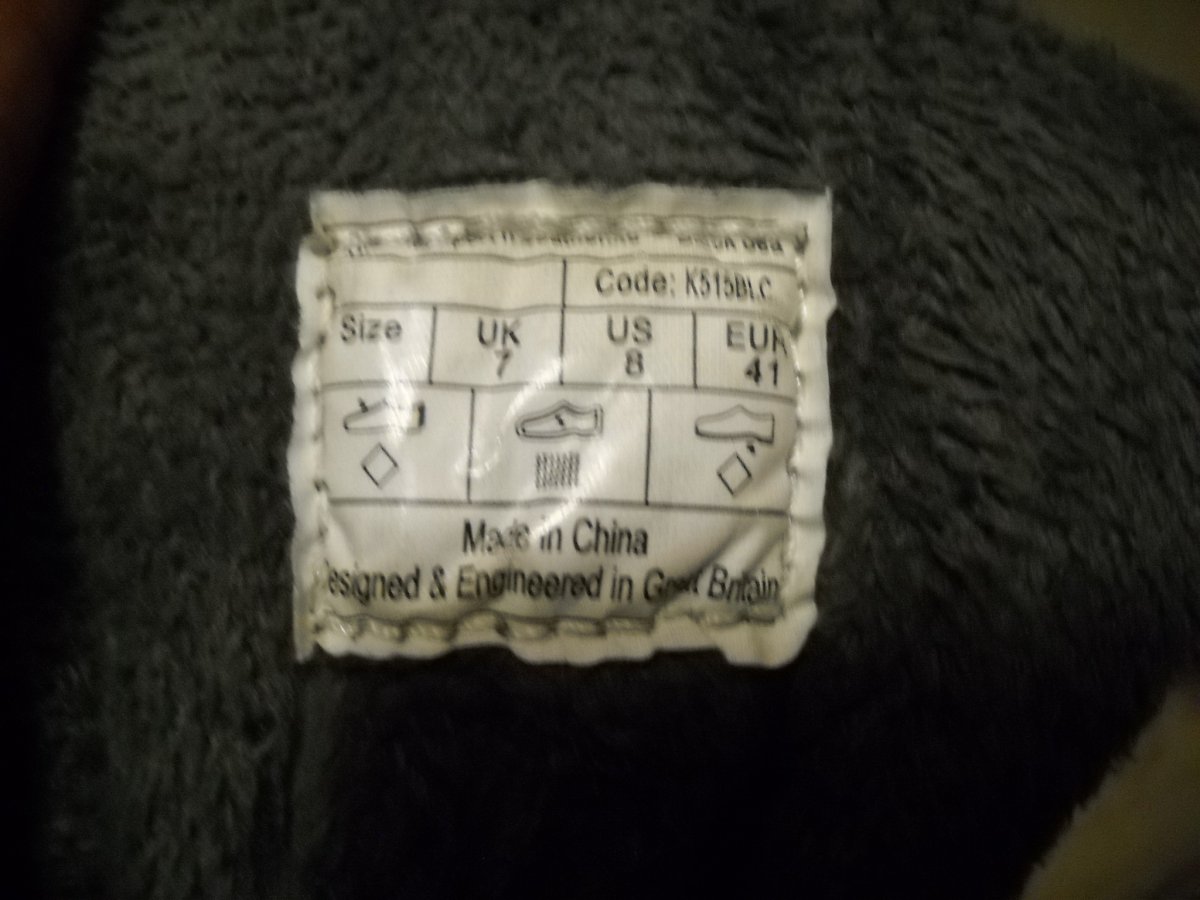 Code: K515BLC
Size UK US EUR
7 8 41
Made in China
Designed & Engineered in Great Britain